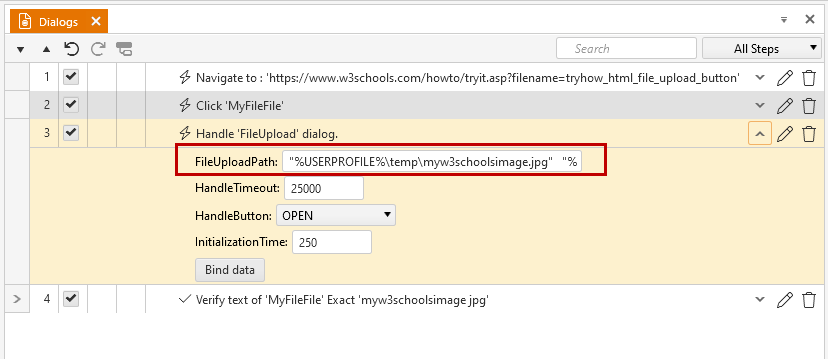 Dialogs
Search
All Steps
1 Navigate to : 'https://www.w3schools.com/howto/tryit.asp?filename=tryhow_html_file_upload_button'
2 Click 'MyFileFile'
3 Handle 'FileUpload' dialog.
FileUploadPath: "%USERPROFILE%\temp\myw3schoolsimage.jpg" "%
HandleTimeout: 25000
HandleButton: OPEN
InitializationTime: 250
Bind data
4 Verify text of 'MyFileFile' Exact 'myw3schoolsimage jpg'